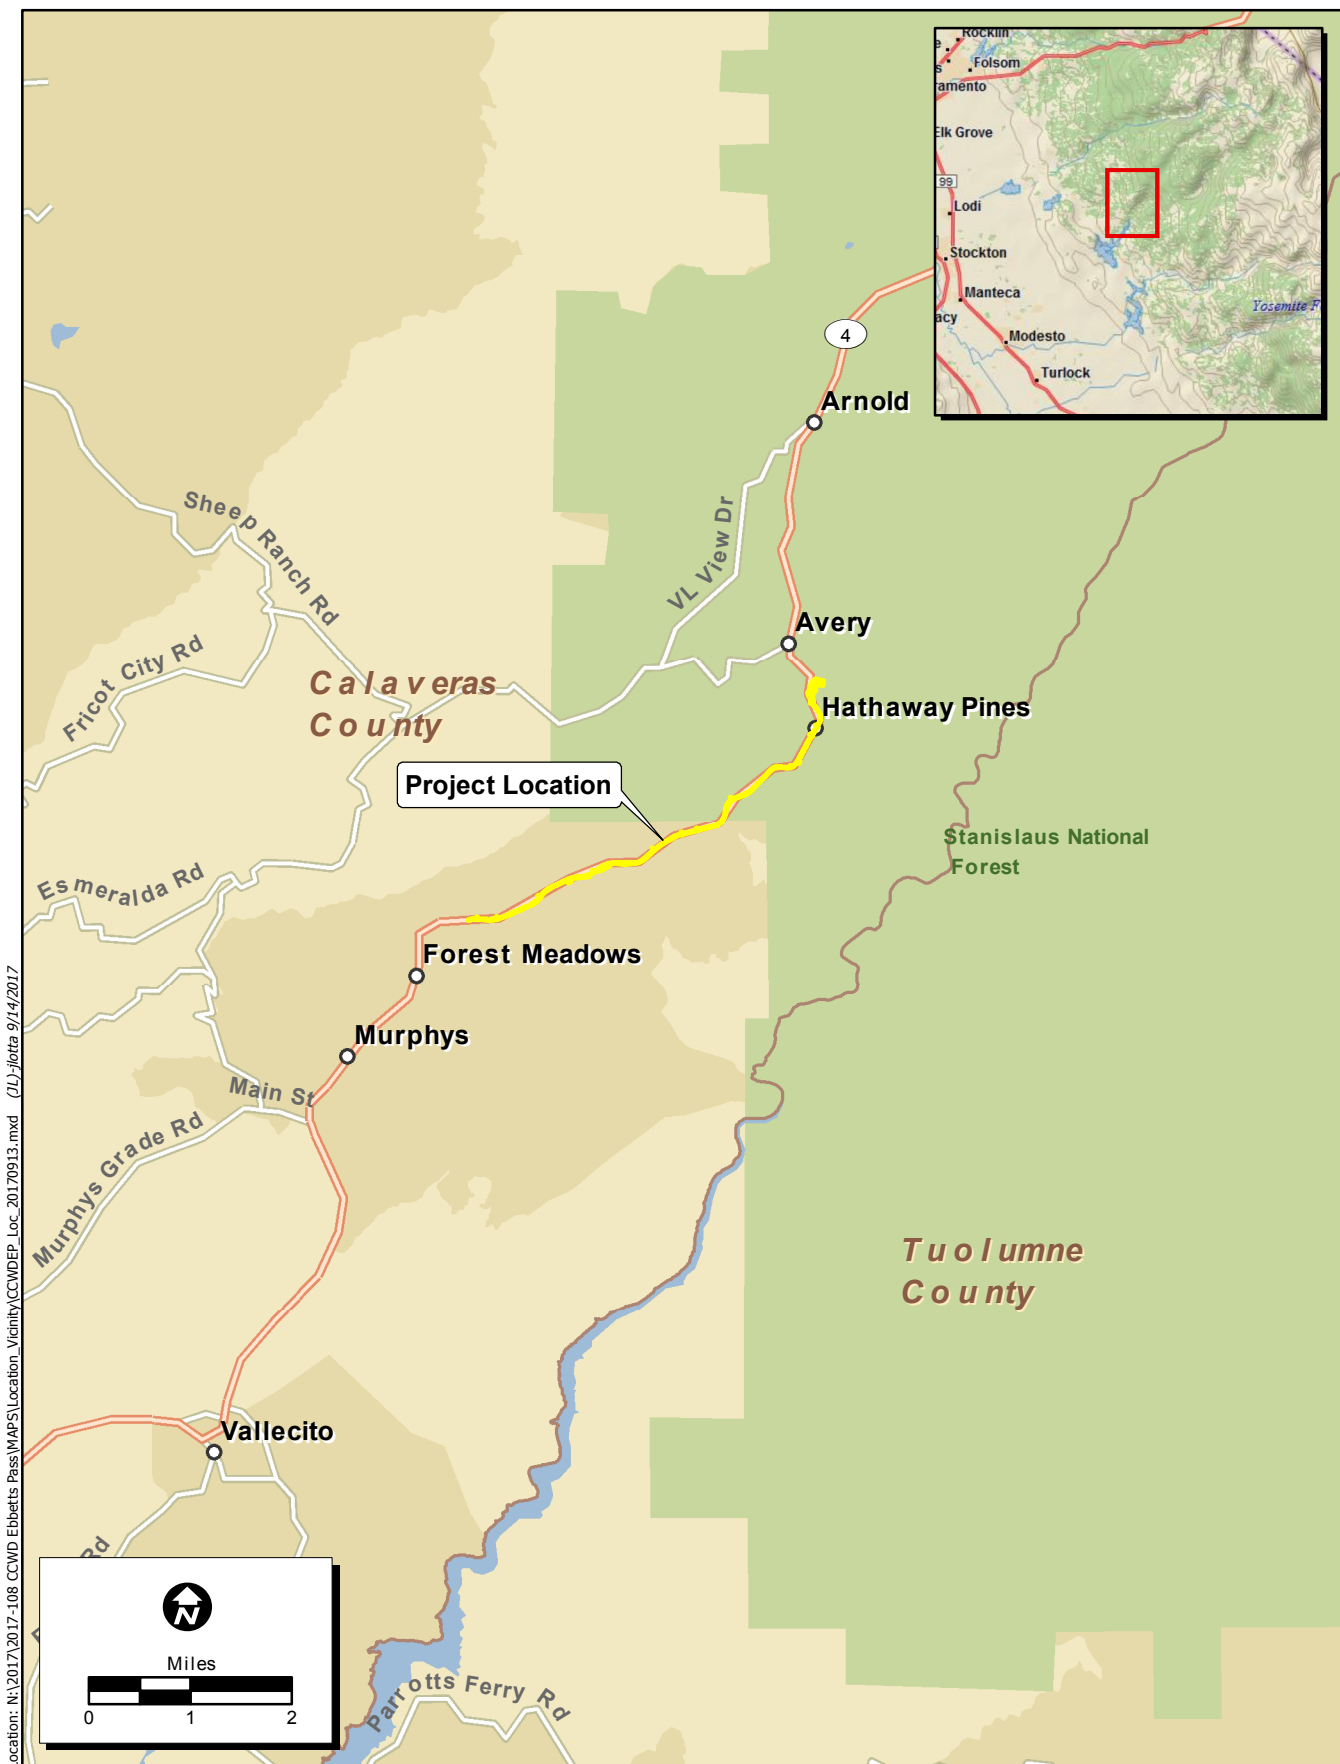 Rocklin
Folsom
ramento
Elk Grove
99
Lodi
Stockton
Manteca
acy
Modesto
Turlock
Yosemite
4
Arnold
Sheep Ranch Rd
VL View Dr
Avery
Fricot City Rd
Calaveras
County
Hathaway Pines
Project Location
Stanislaus National
Forest
Esmeralda Rd
Forest Meadows
Murphys
Main St
Murphys Grade Rd
Tuolumne
County
Vallecito
Rd
Parrotts Ferry Rd
N
Miles
0 1 2
ocation: N:\2017\2017-108 CCWD Ebbetts Pass\MAPS\Location_Vicinity\CCWDEP_Loc_20170913.mxd (JL)-jlotta 9/14/2017